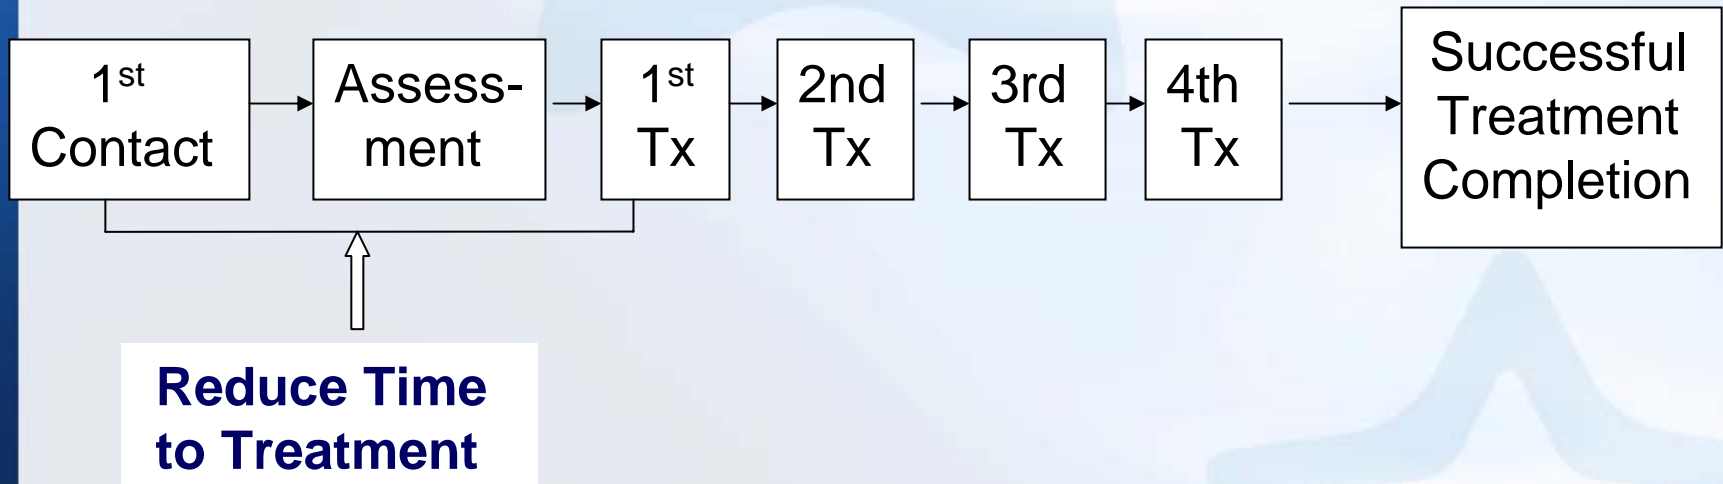 1st
Contact
Assess-
ment
1st
Tx
2nd
Tx
3rd
Tx
4th
Tx
Successful
Treatment
Completion
Reduce Time
to Treatment